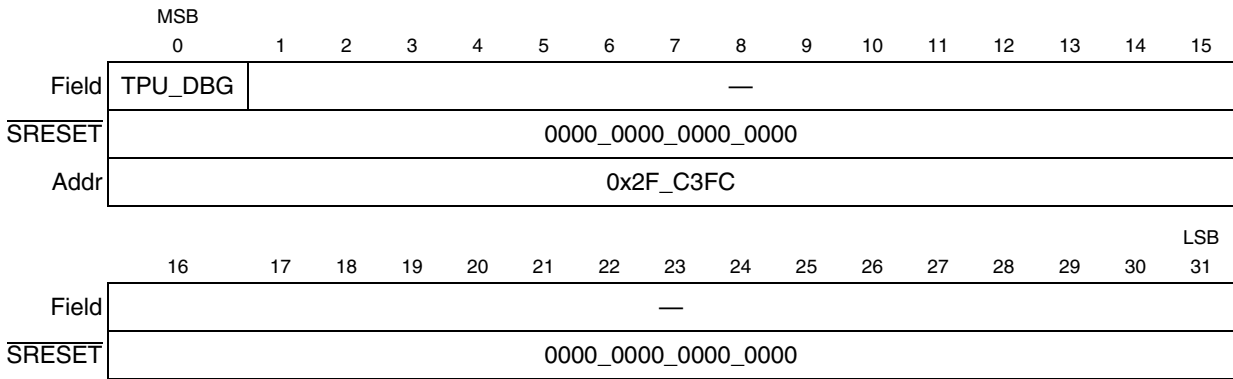 MSB
0 1 2 3 4 5 6 7 8 9 10 11 12 13 14 15
Field TPU_DBG —
SRESET 0000_0000_0000_0000
Addr 0x2F_C3FC
LSB
16 17 18 19 20 21 22 23 24 25 26 27 28 29 30 31
Field —
SRESET 0000_0000_0000_0000